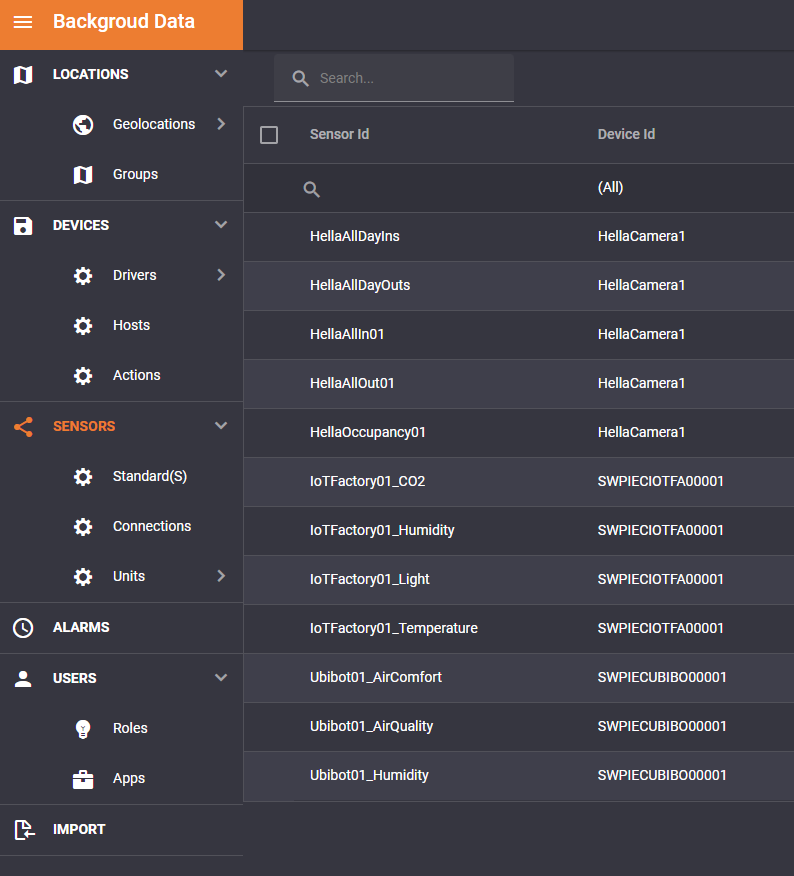 Backgroud Data
LOCATIONS
Geolocations
Groups
DEVICES
Drivers
Hosts
Actions
SENSORS
Standard(S)
Connections
Units
ALARMS
USERS
Roles
Apps
IMPORT
Search...
Sensor Id Device Id
(All)
HellaAllDayIns HellaCamera1
HellaAllDayOuts HellaCamera1
HellaAllIn01 HellaCamera1
HellaAllOut01 HellaCamera1
HellaOccupancy01 HellaCamera1
IoTFactory01_CO2 SWPIECIOTFA00001
IoTFactory01_Humidity SWPIECIOTFA00001
IoTFactory01_Light SWPIECIOTFA00001
IoTFactory01_Temperature SWPIECIOTFA00001
Ubibot01_AirComfort SWPIECUBIBO00001
Ubibot01_AirQuality SWPIECUBIBO00001
Ubibot01_Humidity SWPIECUBIBO00001